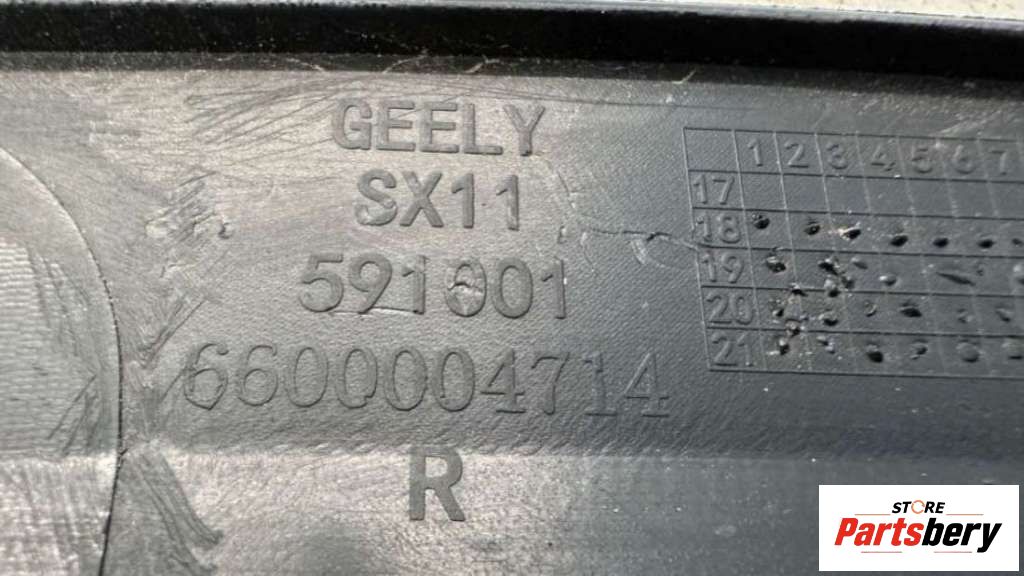 GEELY
SX11
591001
6600004714
R
1 2 3 4 5 6 7
17
18
19
20
21
STORE
Partsbery